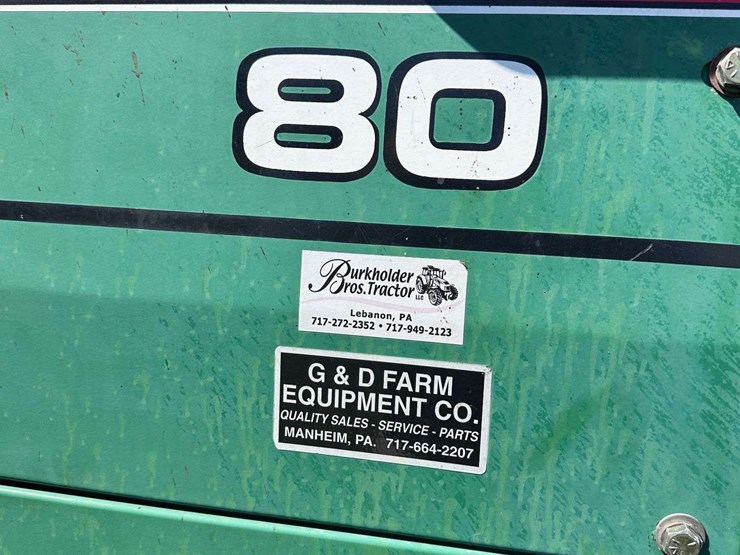 80
Burkholder
Bros. Tractor LLC
Lebanon, PA
717-272-2352 • 717-949-2123
G & D FARM
EQUIPMENT CO.
QUALITY SALES - SERVICE - PARTS
MANHEIM, PA. 717-664-2207